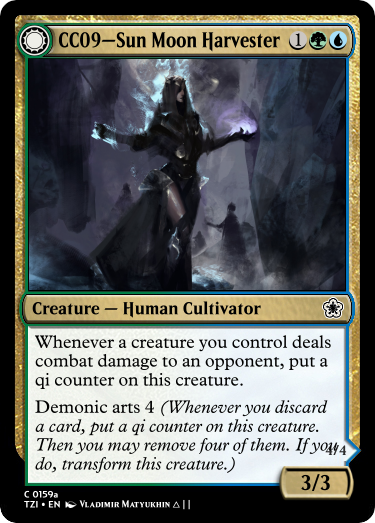 CC09—Sun Moon Harvester 1
Creature — Human Cultivator
Whenever a creature you control deals
combat damage to an opponent, put a
qi counter on this creature.
Demonic arts 4 (Whenever you discard
a card, put a qi counter on this creature.
Then you may remove four of them. If you
do, transform this creature.)
4/4
3/3
C 0159a
TZI • EN Vladimir Matyukhin △ ||